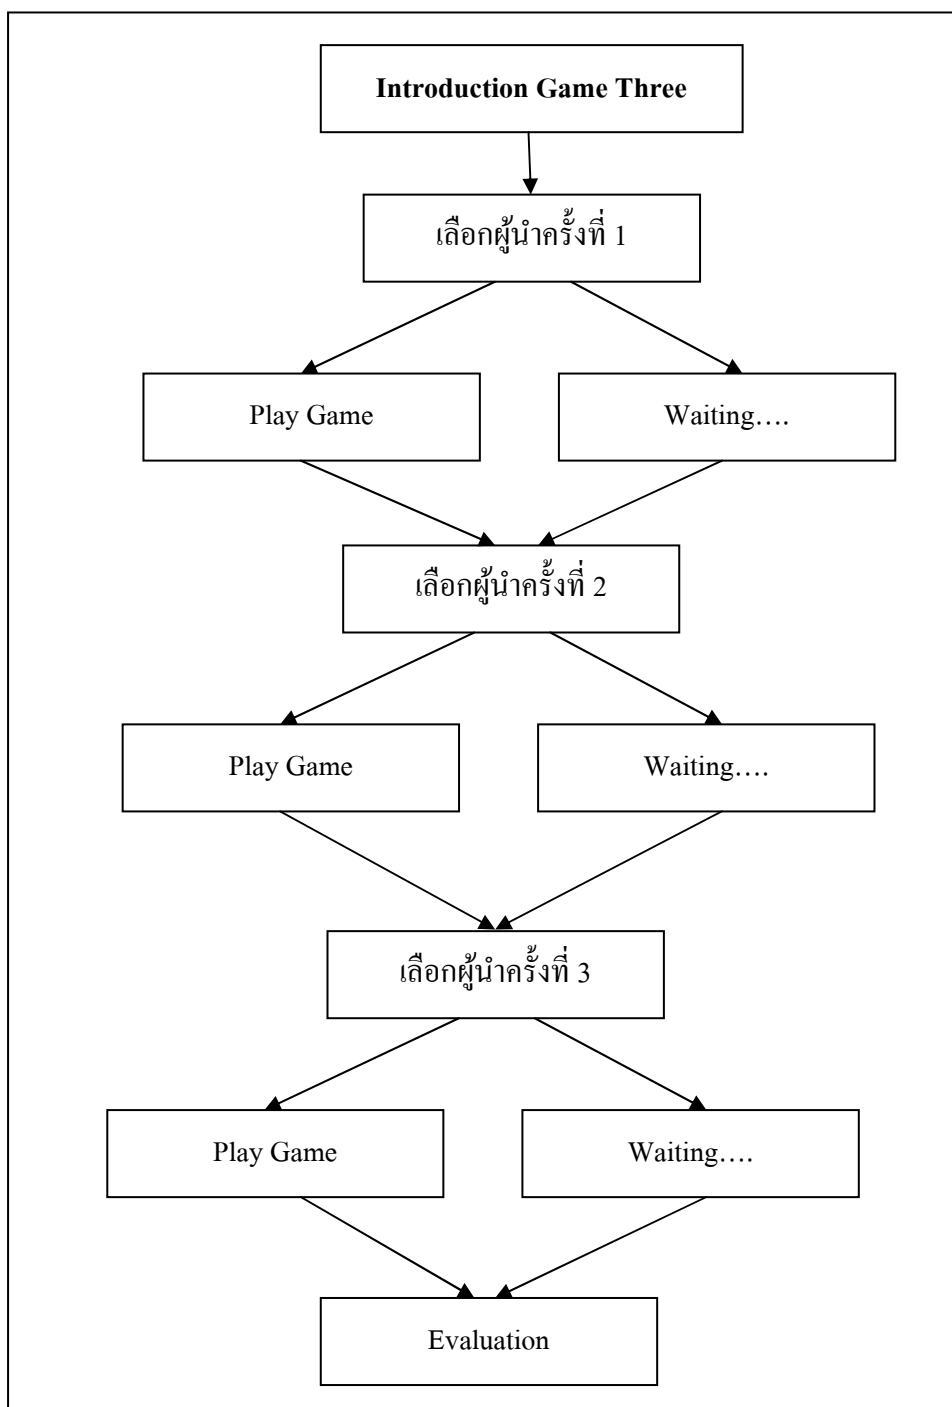 Introduction Game Three
เลือกผู้นำครั้งที่ 1
Play Game
Waiting….
เลือกผู้นำครั้งที่ 2
Play Game
Waiting….
เลือกผู้นำครั้งที่ 3
Play Game
Waiting….
Evaluation